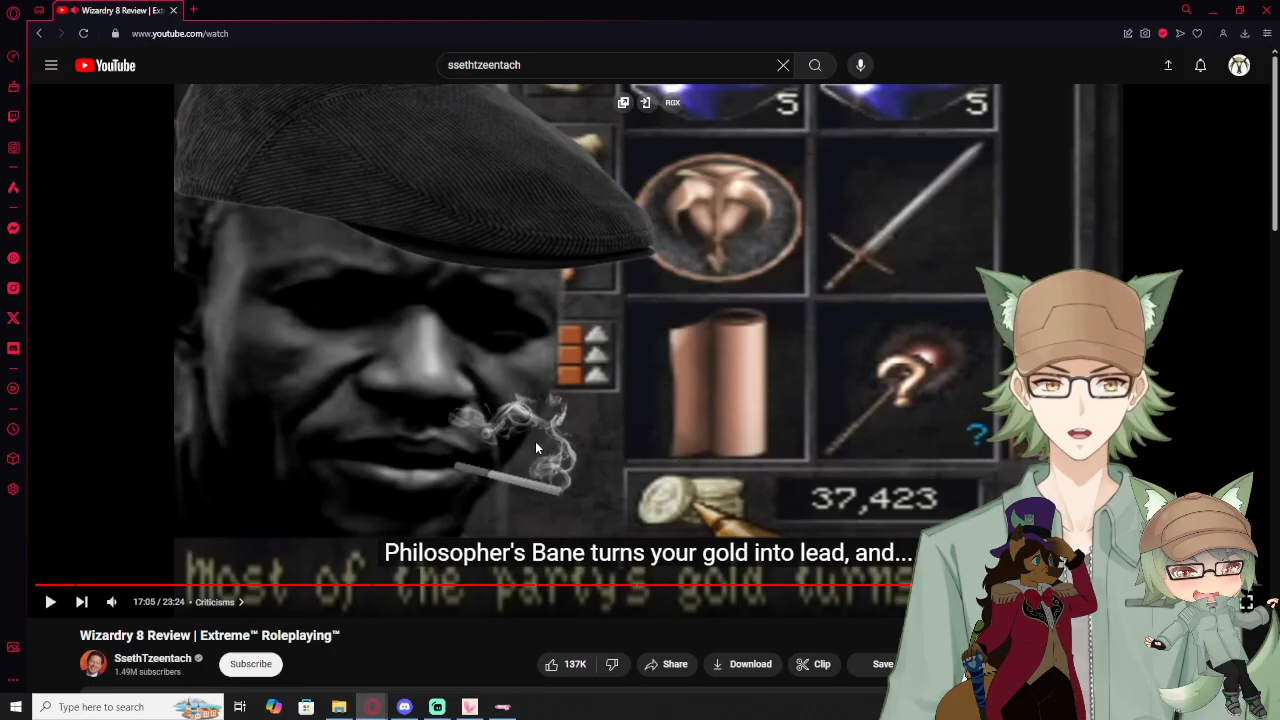 Wizardry 8 Review | Ext
www.youtube.com/watch
YouTube
ssethtzeentach
RGX
S
S
?
37,423
Philosopher's Bane turns your gold into lead, and...
Most of the party's gold turns
17:05 / 23:24 • Criticisms
Wizardry 8 Review | Extreme™ Roleplaying™
SsethTzeentach
1.49M subscribers
Subscribe
137K
Share
Download
Clip
Save
Type here to search